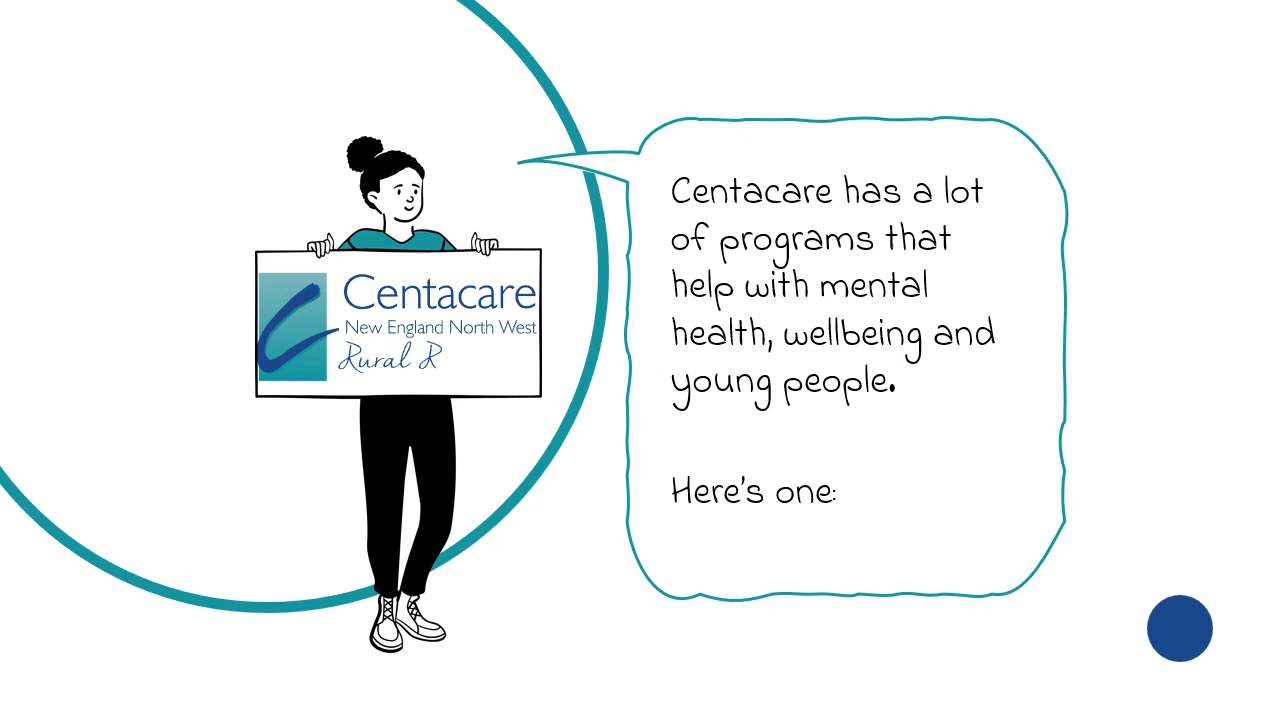 Centacare
New England North West
Rural R
Centacare has a lot
of programs that
help with mental
health, wellbeing and
young people.
Here's one: